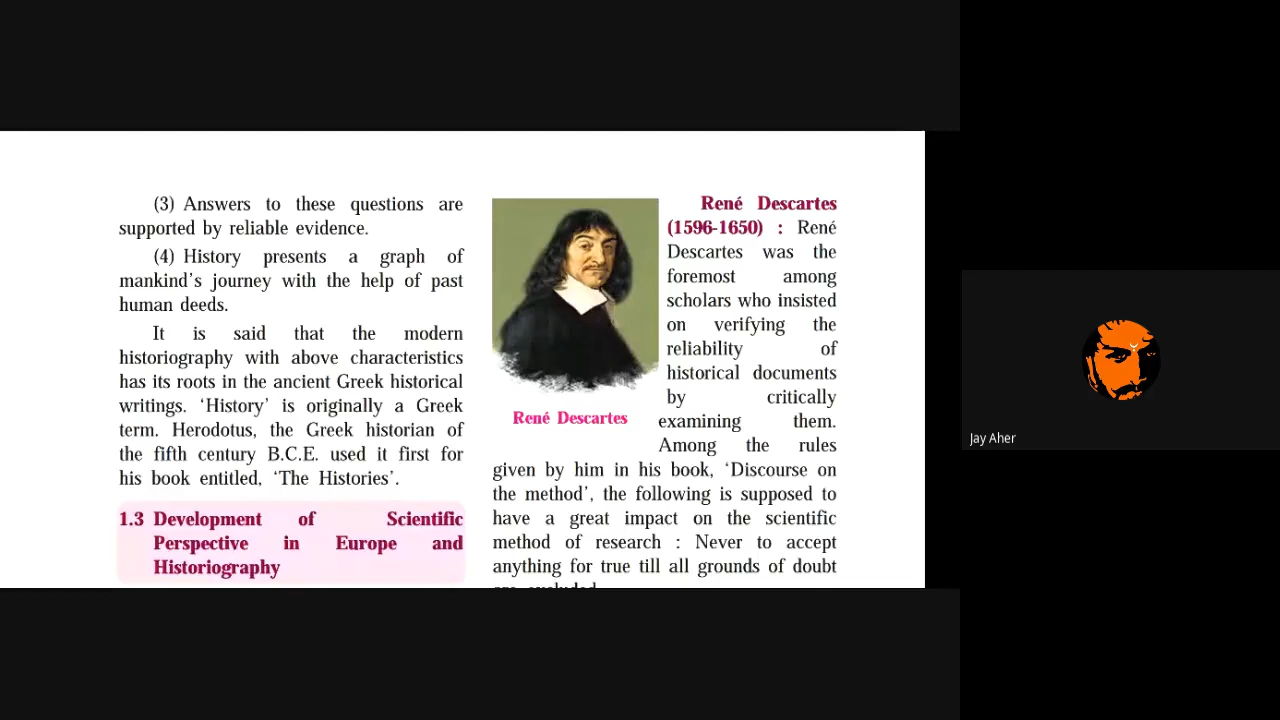 (3) Answers to these questions are
supported by reliable evidence.
(4) History presents a graph of
mankind's journey with the help of past
human deeds.
It is said that the modern
historiography with above characteristics
has its roots in the ancient Greek historical
writings. ‘History’ is originally a Greek
term. Herodotus, the Greek historian of
the fifth century B.C.E. used it first for
his book entitled, ‘The Histories’.
1.3 Development of Scientific
Perspective in Europe and
Historiography
René Descartes
René Descartes
(1596-1650) : René
Descartes was the
foremost among
scholars who insisted
on verifying the
reliability of
historical documents
by critically
examining them.
Among the rules
given by him in his book, ‘Discourse on
the method’, the following is supposed to
have a great impact on the scientific
method of research : Never to accept
anything for true till all grounds of doubt
Jay Aher